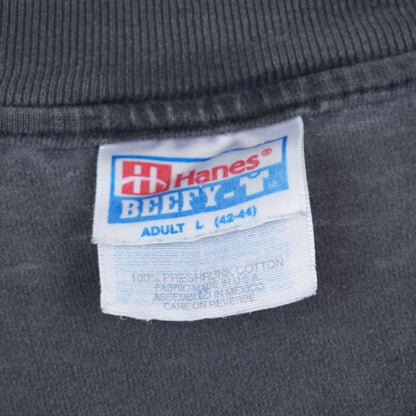 Hanes®
BEEFY-T
ADULT L (42-44)
100% PRESHRUNK COTTON
FABRIC MADE IN U.S.A.
ASSEMBLED IN MEXICO
CARE ON REVERSE